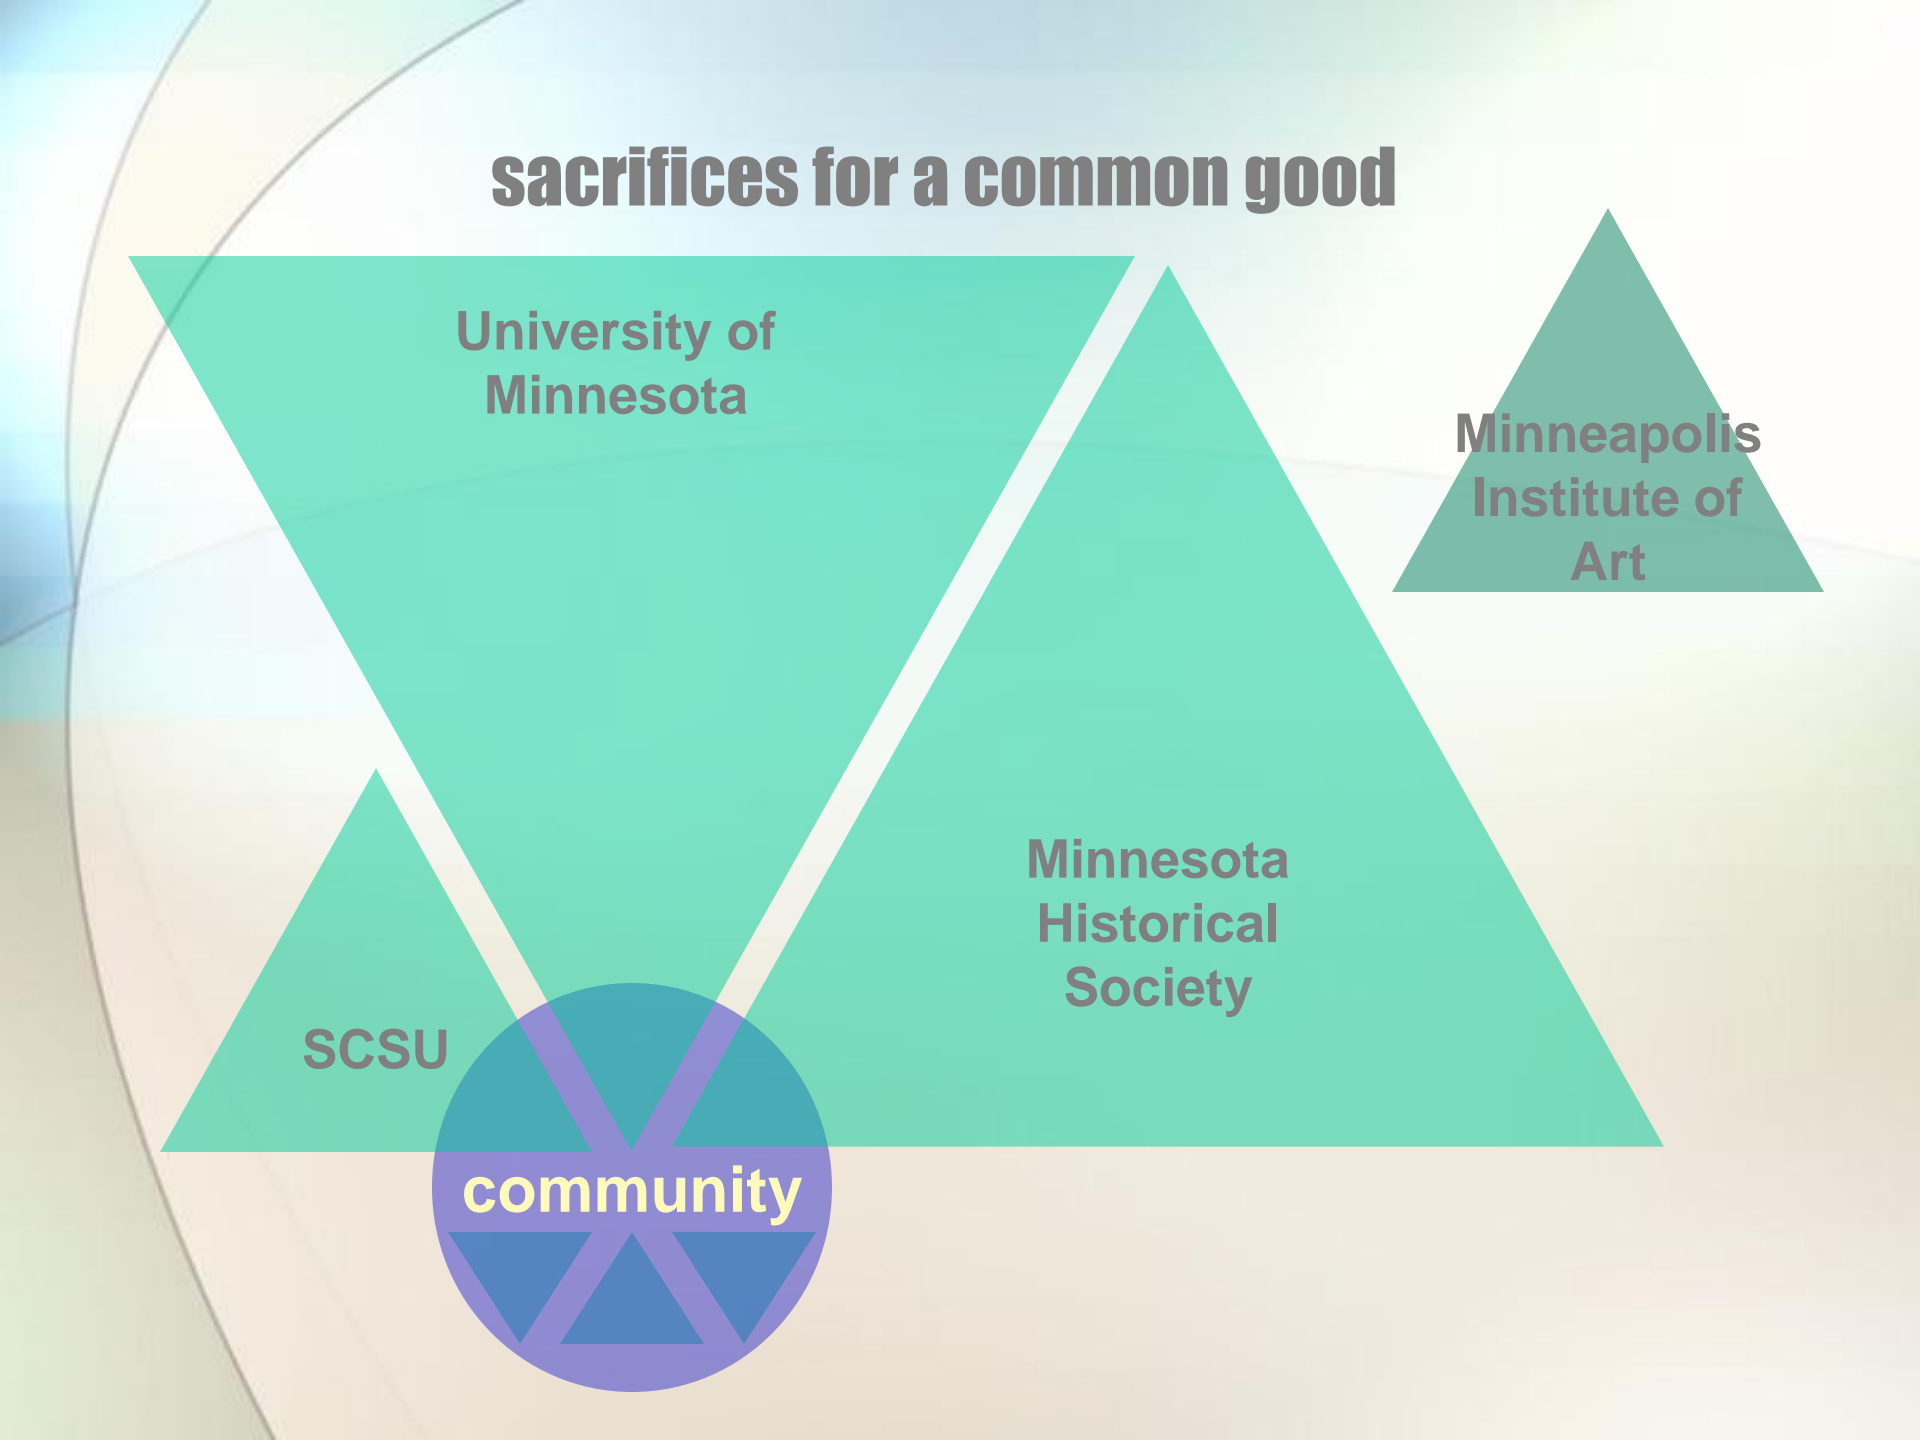 sacrifices for a common good
University of
Minnesota
Minneapolis
Institute of
Art
Minnesota
Historical
Society
SCSU
community